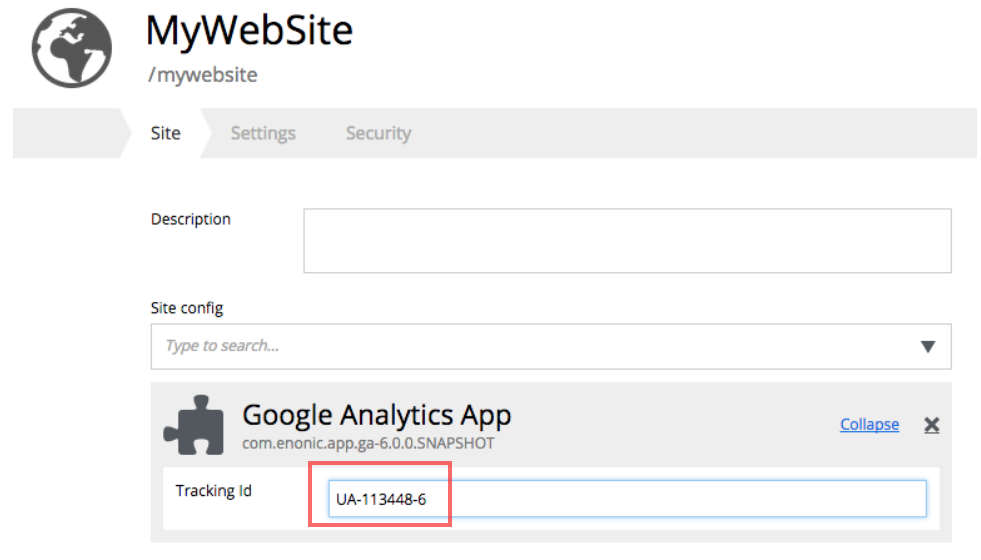 MyWebSite
/mywebsite
Site Settings Security
Description
Site config
Type to search...
Google Analytics App
Collapse
com.enonic.app.ga-6.0.0.SNAPSHOT
Tracking Id UA-113448-6